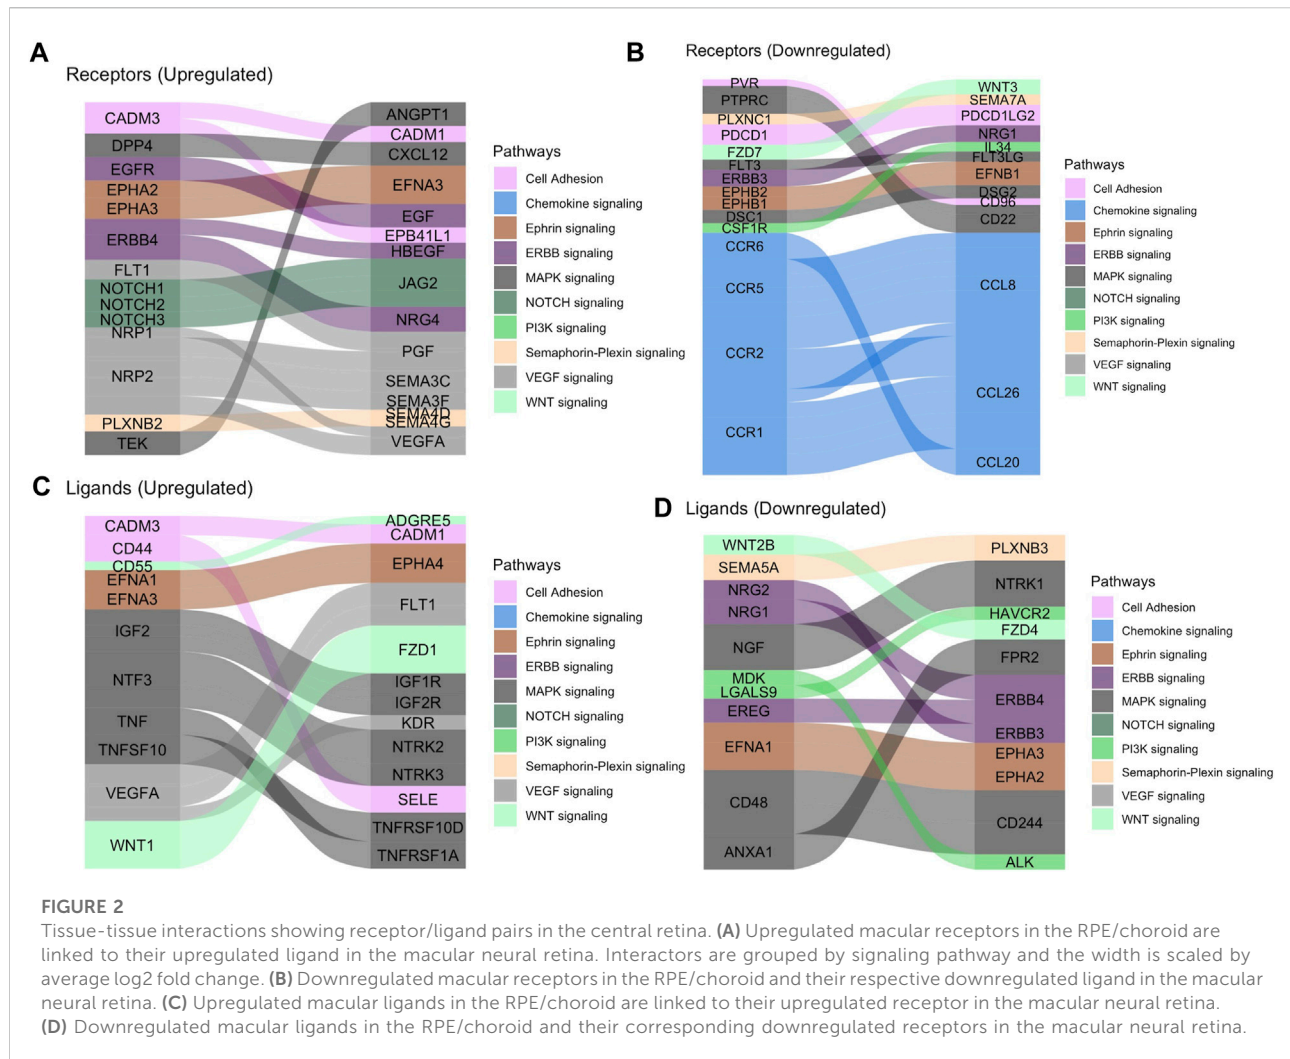 A
Receptors (Upregulated)
CADM3
DPP4
EGFR
EPHA2
EPHA3
ERBB4
FLT1
NOTCH1
NOTCH2
NOTCH3
NRP1
NRP2
PLXNB2
TEK
ANGPT1
CADM1
CXCL12
EFNA3
EGF
EPB41L1
HBEGF
JAG2
NRG4
PGF
SEMA3C
SEMA3F
SEMA4D
SEMA4G
VEGFA
Pathways
Cell Adhesion
Chemokine signaling
Ephrin signaling
ERBB signaling
MAPK signaling
NOTCH signaling
PI3K signaling
Semaphorin-Plexin signaling
VEGF signaling
WNT signaling
B
Receptors (Downregulated)
PVR
PTPRC
PLXNC1
PDCD1
FZD7
FLT3
ERBB3
EPHB2
EPHB1
DSC1
CSF1R
CCR6
CCR5
CCR2
CCR1
WNT3
SEMA7A
PDCD1LG2
NRG1
IL34
FLT3LG
EFNB1
DSG2
CD96
CD22
CCL8
CCL26
CCL20
Pathways
Cell Adhesion
Chemokine signaling
Ephrin signaling
ERBB signaling
MAPK signaling
NOTCH signaling
PI3K signaling
Semaphorin-Plexin signaling
VEGF signaling
WNT signaling
C
Ligands (Upregulated)
CADM3
CD44
CD55
EFNA1
EFNA3
IGF2
NTF3
TNF
TNFSF10
VEGFA
WNT1
ADGRE5
CADM1
EPHA4
FLT1
FZD1
IGF1R
IGF2R
KDR
NTRK2
NTRK3
SELE
TNFRSF10D
TNFRSF1A
Pathways
Cell Adhesion
Chemokine signaling
Ephrin signaling
ERBB signaling
MAPK signaling
NOTCH signaling
PI3K signaling
Semaphorin-Plexin signaling
VEGF signaling
WNT signaling
D
Ligands (Downregulated)
WNT2B
SEMA5A
NRG2
NRG1
NGF
MDK
LGALS9
EREG
EFNA1
CD48
ANXA1
PLXNB3
NTRK1
HAVCR2
FZD4
FPR2
ERBB4
ERBB3
EPHA3
EPHA2
CD244
ALK
Pathways
Cell Adhesion
Chemokine signaling
Ephrin signaling
ERBB signaling
MAPK signaling
NOTCH signaling
PI3K signaling
Semaphorin-Plexin signaling
VEGF signaling
WNT signaling
FIGURE 2
Tissue-tissue interactions showing receptor/ligand pairs in the central retina. (A) Upregulated macular receptors in the RPE/choroid are
linked to their upregulated ligand in the macular neural retina. Interactors are grouped by signaling pathway and the width is scaled by
average log2 fold change. (B) Downregulated macular receptors in the RPE/choroid and their respective downregulated ligand in the macular
neural retina. (C) Upregulated macular ligands in the RPE/choroid are linked to their upregulated receptor in the macular neural retina.
(D) Downregulated macular ligands in the RPE/choroid and their corresponding downregulated receptors in the macular neural retina.